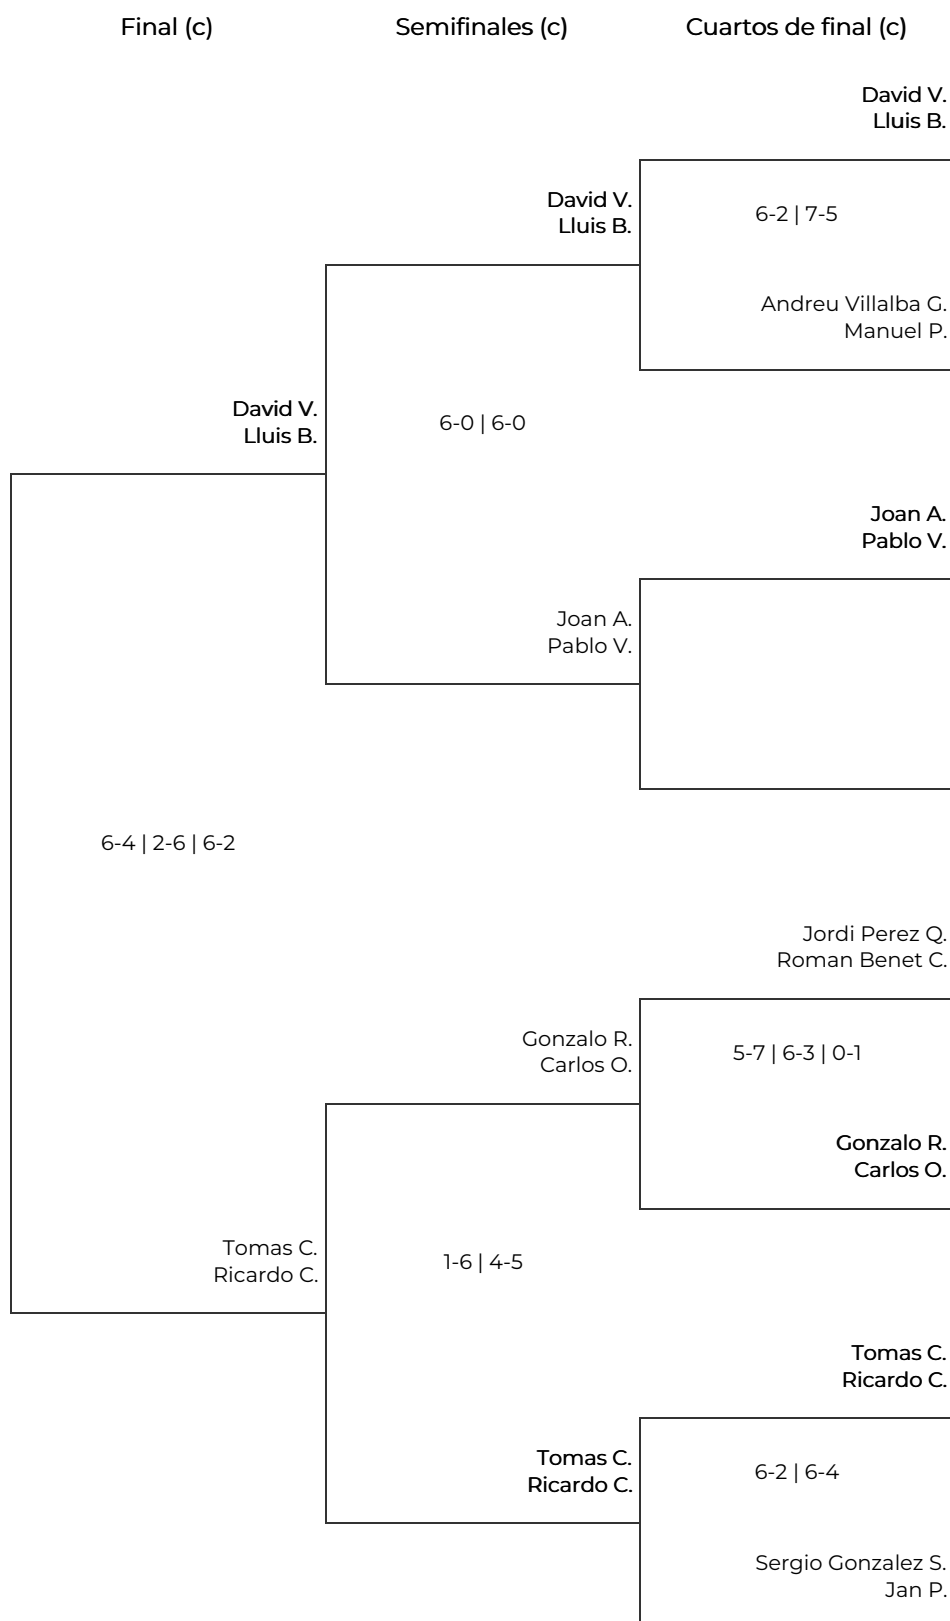 Final (c)
Semifinales (c)
Cuartos de final (c)
David V.
Lluis B.
David V.
Lluis B.
6-2 | 7-5
Andreu Villalba G.
Manuel P.
David V.
Lluis B.
6-0 | 6-0
Joan A.
Pablo V.
Joan A.
Pablo V.
6-4 | 2-6 | 6-2
Jordi Perez Q.
Roman Benet C.
Gonzalo R.
Carlos O.
5-7 | 6-3 | 0-1
Gonzalo R.
Carlos O.
Tomas C.
Ricardo C.
1-6 | 4-5
Tomas C.
Ricardo C.
Tomas C.
Ricardo C.
6-2 | 6-4
Sergio Gonzalez S.
Jan P.